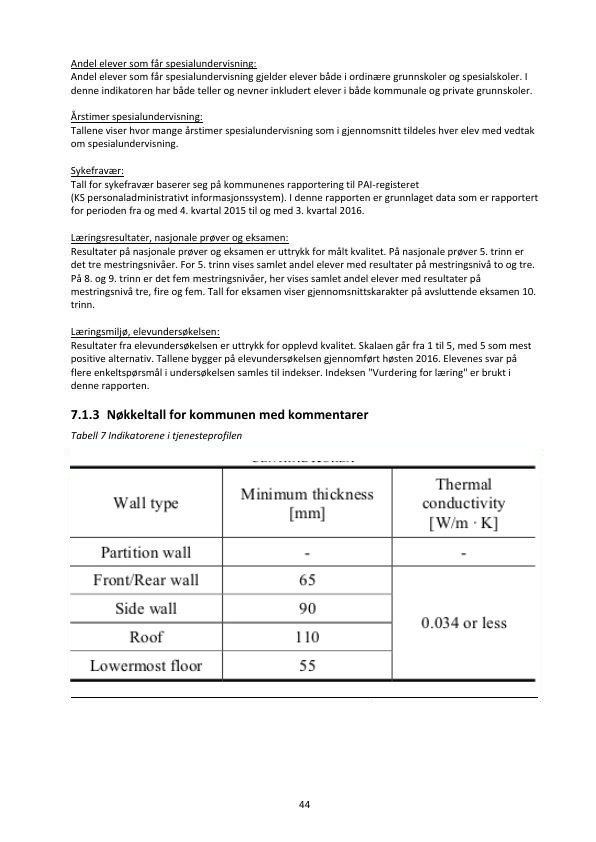 Andel elever som får spesialundervisning:
Andel elever som får spesialundervisning gjelder elever både i ordinære grunnskoler og spesialskoler. I
denne indikatoren har både teller og nevner inkludert elever i både kommunale og private grunnskoler.
Årstimer spesialundervisning:
Tallene viser hvor mange årstimer spesialundervisning som i gjennomsnitt tildeles hver elev med vedtak
om spesialundervisning.
Sykefravær:
Tall for sykefravær baserer seg på kommunenes rapportering til PAI-registeret
(KS personaladministrativt informasjonssystem). I denne rapporten er grunnlaget data som er rapportert
for perioden fra og med 4. kvartal 2015 til og med 3. kvartal 2016.
Læringsresultater, nasjonale prøver og eksamen:
Resultater på nasjonale prøver og eksamen er uttrykk for målt kvalitet. På nasjonale prøver 5. trinn er
det tre mestringsnivåer. For 5. trinn vises samlet andel elever med resultater på mestringsnivå to og tre.
På 8. og 9. trinn er det fem mestringsnivåer, her vises samlet andel elever med resultater på
mestringsnivå tre, fire og fem. Tall for eksamen viser gjennomsnittskarakter på avsluttende eksamen 10.
trinn.
Læringsmiljø, elevundersøkelsen:
Resultater fra elevundersøkelsen er uttrykk for opplevd kvalitet. Skalaen går fra 1 til 5, med 5 som mest
positive alternativ. Tallene bygger på elevundersøkelsen gjennomført høsten 2016. Elevenes svar på
flere enkeltspørsmål i undersøkelsen samles til indekser. Indeksen "Vurdering for læring" er brukt i
denne rapporten.
7.1.3 Nøkkeltall for kommunen med kommentarer
Tabell 7 Indikatorene i tjenesteprofilen
Wall type
Minimum thickness
[mm]
Thermal
conductivity
[W/m · K]
Partition wall - -
Front/Rear wall 65
Side wall 90
0.034 or less
Roof 110
Lowermost floor 55
44